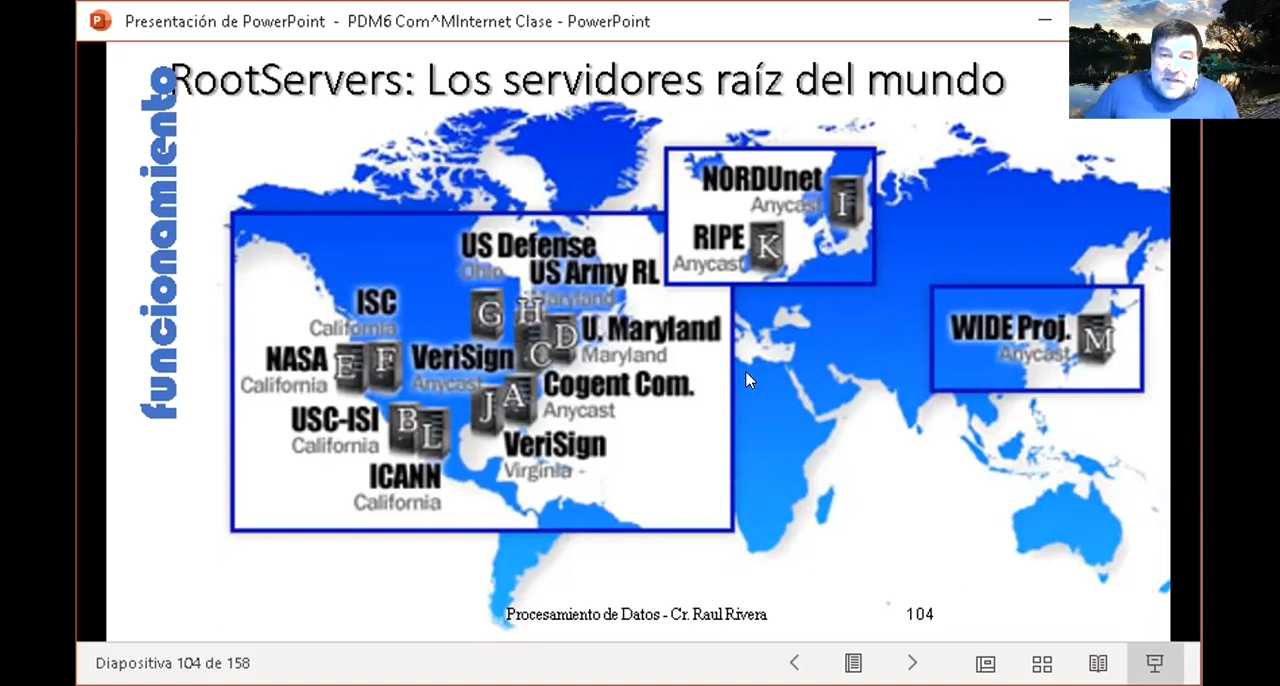 Presentación de PowerPoint - PDM6 Com^MInternet Clase - PowerPoint
RootServers: Los servidores raíz del mundo
funcionamiento
NORDUnet
Anycast
I
RIPE
K
Anycast
US Defense
Ohio
US Army RL
Maryland
G
H
ISC
California
D
U. Maryland
Maryland
WIDE Proj.
Anycast
M
NASA
California
E
F
VeriSign
Anycast
C
Cogent Com.
Anycast
J
A
USC-ISI
California
B
L
VeriSign
Virginia -
ICANN
California
Procesamiento de Datos - Cr. Raul Rivera
104
Diapositiva 104 de 158